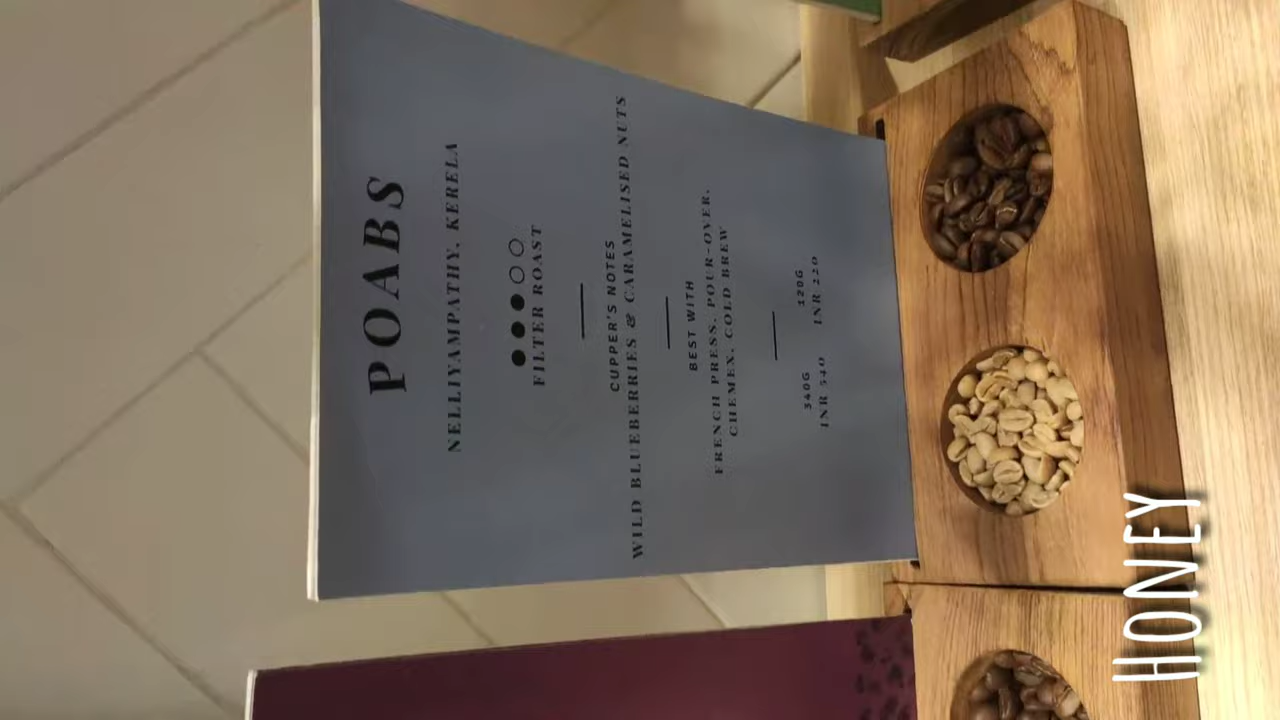 POABS
NELLIYAMPATHY, KERELA
FILTER ROAST
CUPPER'S NOTES
WILD BLUEBERRIES & CARAMELISED NUTS
BEST WITH
FRENCH PRESS, POUR-OVER,
CHEMEX, COLD BREW
340G 120G
INR 540 INR 220
HONEY